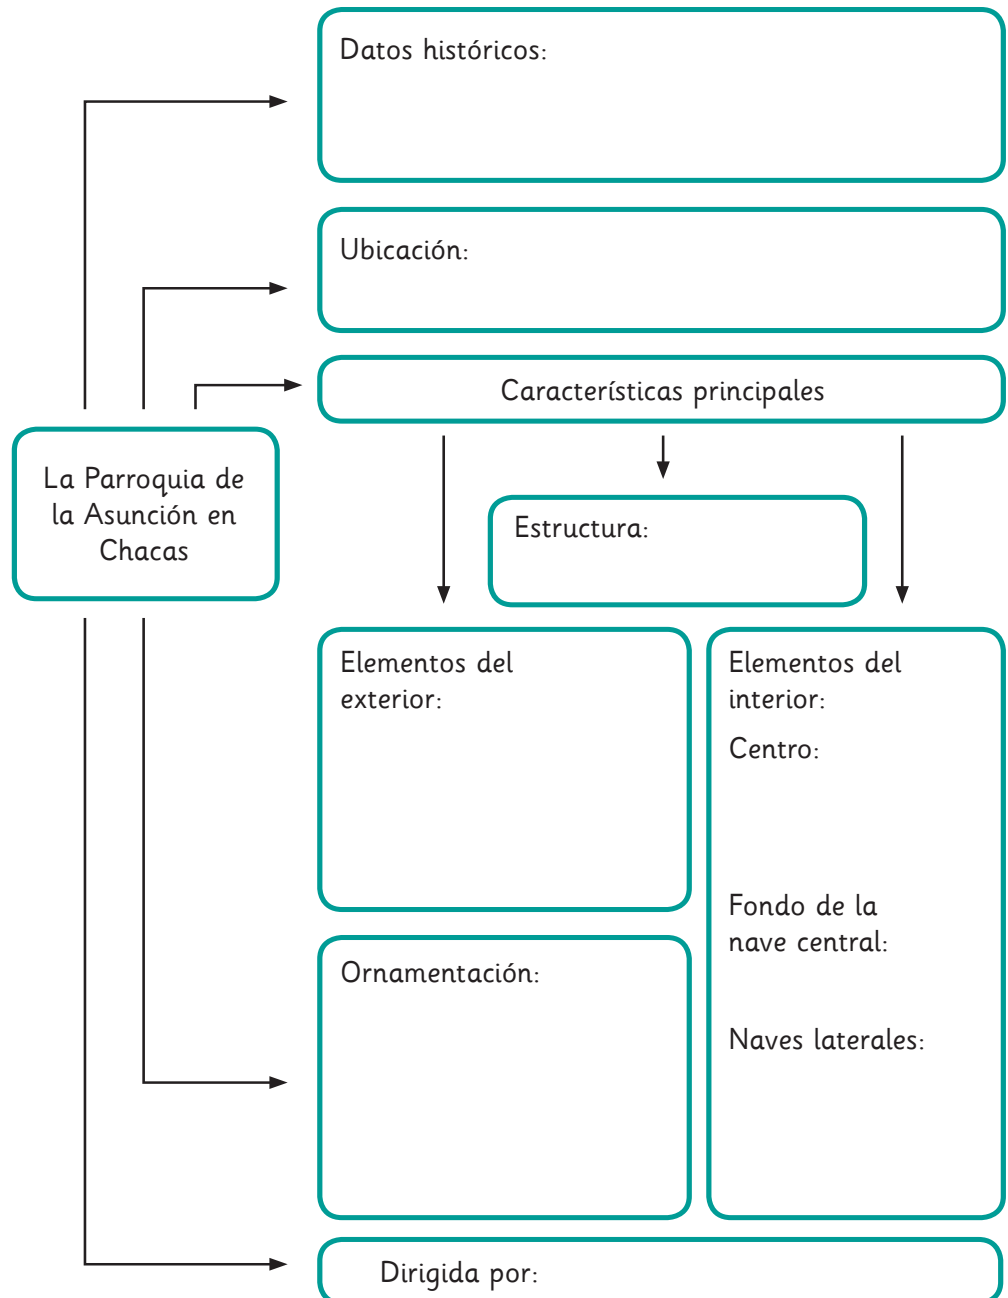 Datos históricos:
Ubicación:
Características principales
La Parroquia de
la Asunción en
Chacas
Estructura:
Elementos del
exterior:
Elementos del
interior:
Centro:
Fondo de la
nave central:
Naves laterales:
Ornamentación:
Dirigida por: